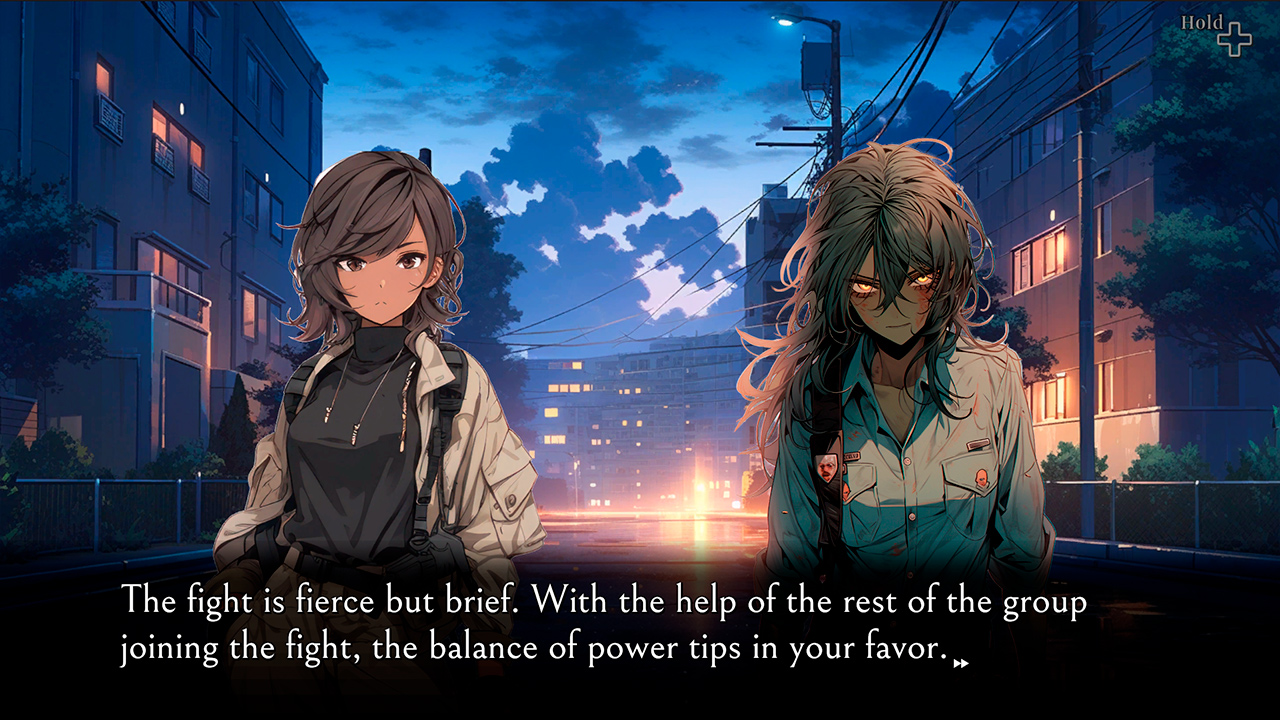 Hold
The fight is fierce but brief. With the help of the rest of the group
joining the fight, the balance of power tips in your favor.